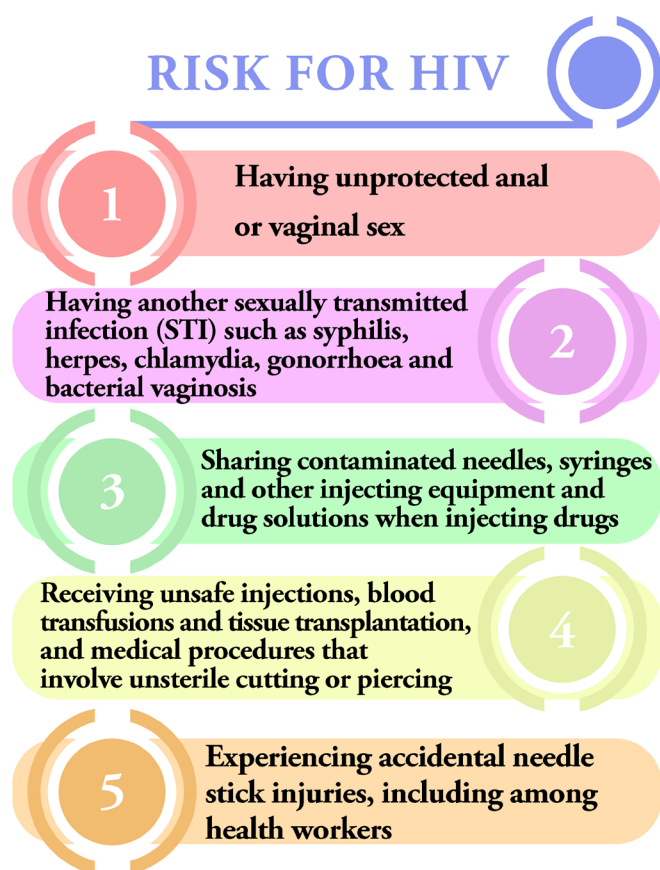 RISK FOR HIV
1
Having unprotected anal
or vaginal sex
Having another sexually transmitted
infection (STI) such as syphilis,
herpes, chlamydia, gonorrhoea and
bacterial vaginosis
2
3
Sharing contaminated needles, syringes
and other injecting equipment and
drug solutions when injecting drugs
Receiving unsafe injections, blood
transfusions and tissue transplantation,
and medical procedures that
involve unsterile cutting or piercing
4
5
Experiencing accidental needle
stick injuries, including among
health workers